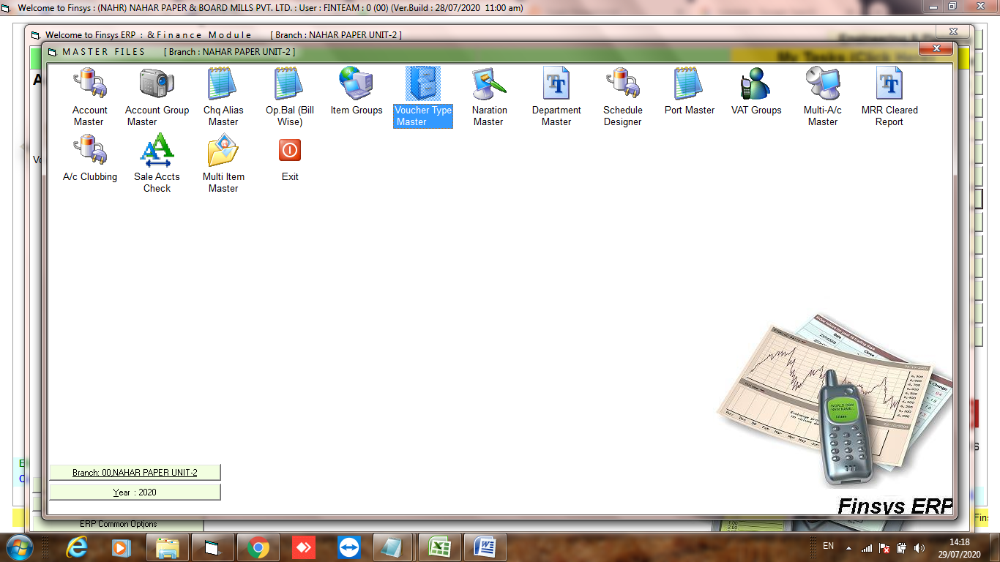 Welcome to Finsys : (NAHR) NAHAR PAPER & BOARD MILLS PVT. LTD. : User : FINTEAM : 0 (00) (Ver.Build : 28/07/2020 11:00 am)
Welcome to Finsys ERP : & F i n a n c e M o d u l e [ Branch : NAHAR PAPER UNIT-2 ]
M A S T E R F I L E S [ Branch : NAHAR PAPER UNIT-2 ]
Account Master
Account Group Master
Chq Alias Master
Op.Bal (Bill Wise)
Item Groups
Voucher Type Master
Naration Master
Department Master
Schedule Designer
Port Master
VAT Groups
Multi-A/c Master
MRR Cleared Report
A/c Clubbing
Sale Accts Check
Multi Item Master
Exit
Branch: 00,NAHAR PAPER UNIT-2
Year : 2020
Finsys ERP
ERP Common Options
EN
14:18
29/07/2020